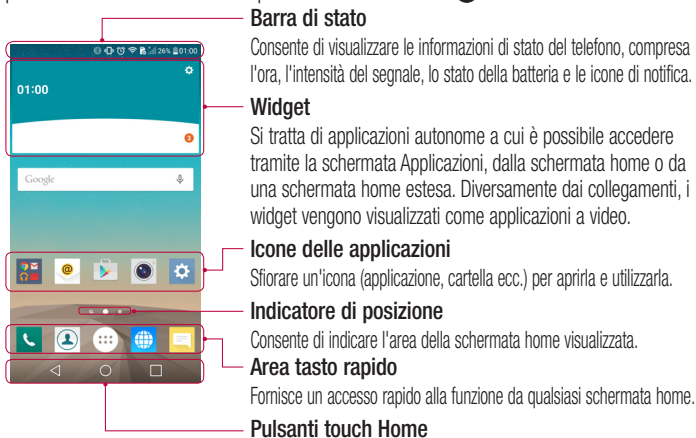 Barra di stato
Consente di visualizzare le informazioni di stato del telefono, compresa
l'ora, l'intensità del segnale, lo stato della batteria e le icone di notifica.
26% 01:00
01:00
3
Google
Widget
Si tratta di applicazioni autonome a cui è possibile accedere
tramite la schermata Applicazioni, dalla schermata home o da
una schermata home estesa. Diversamente dai collegamenti, i
widget vengono visualizzati come applicazioni a video.
Icone delle applicazioni
Sfiorare un'icona (applicazione, cartella ecc.) per aprirla e utilizzarla.
Indicatore di posizione
Consente di indicare l'area della schermata home visualizzata.
Area tasto rapido
Fornisce un accesso rapido alla funzione da qualsiasi schermata home.
Pulsanti touch Home